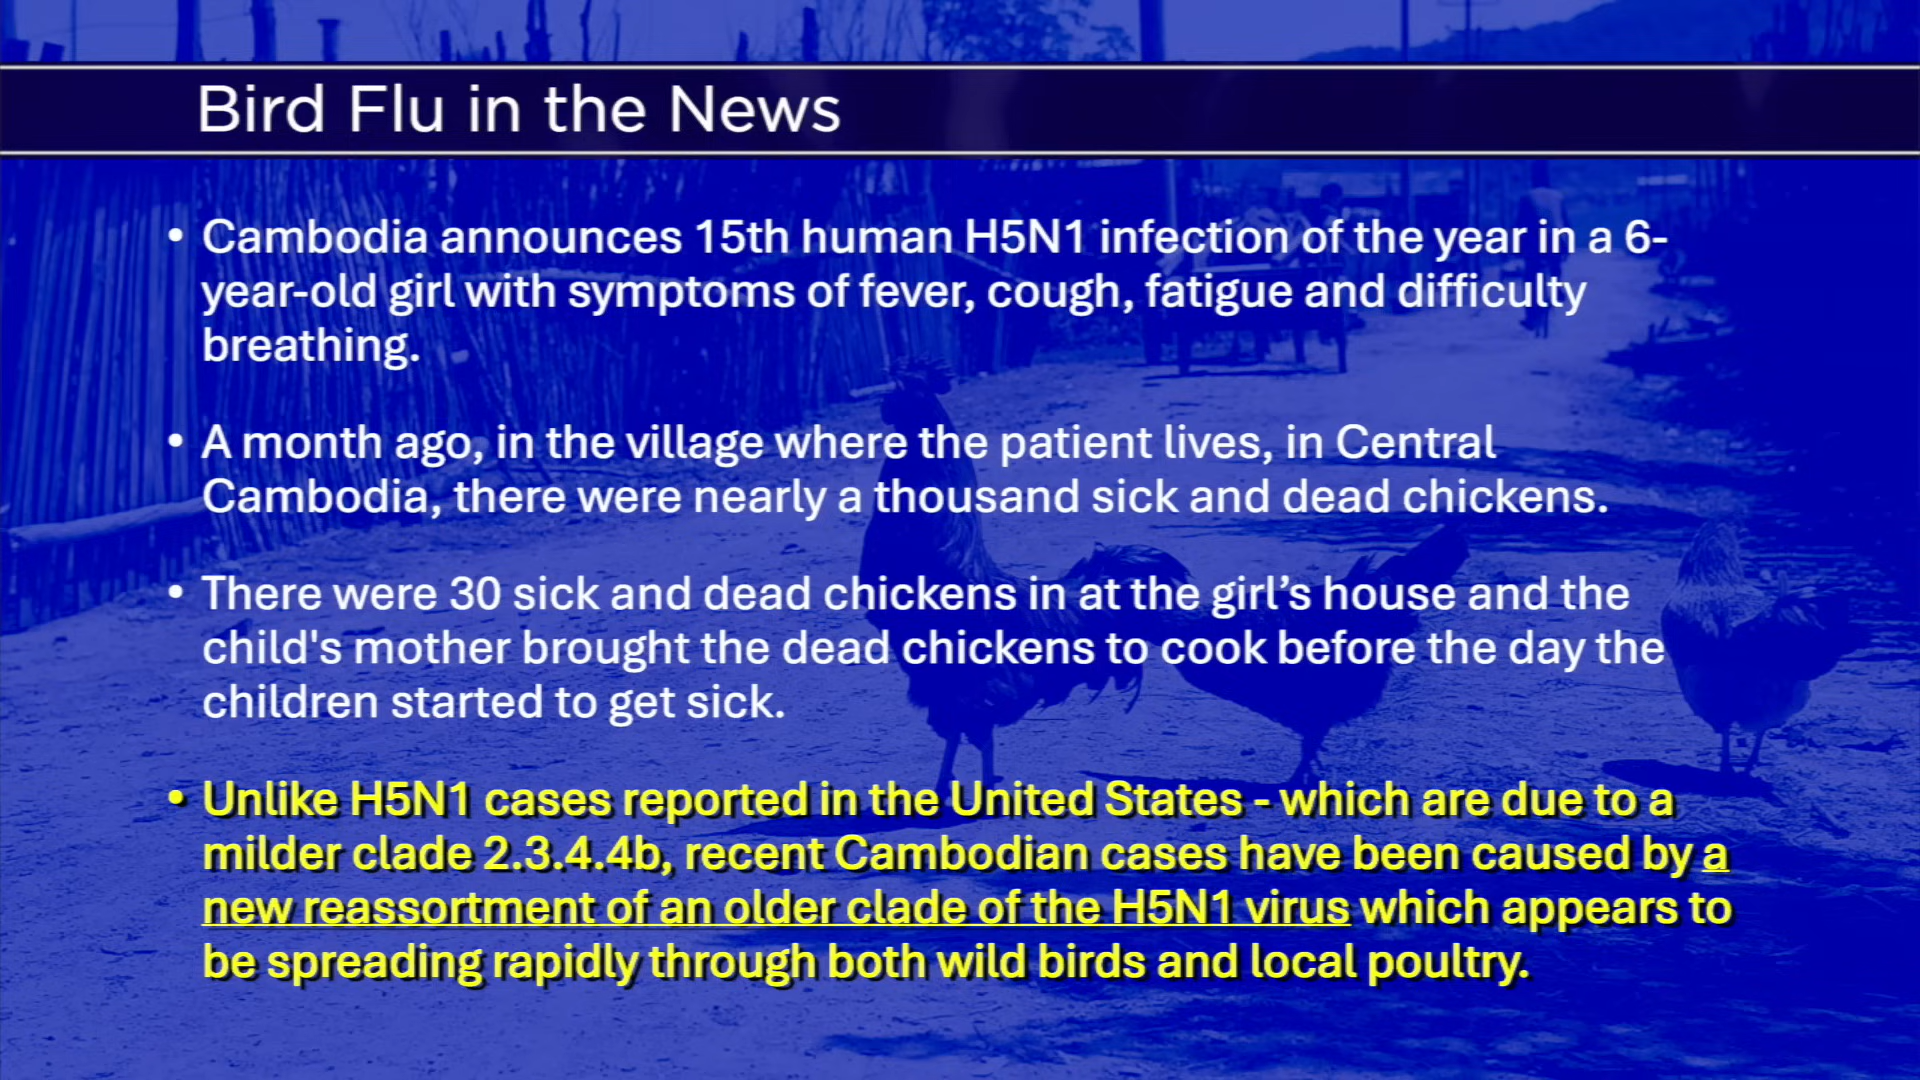 Bird Flu in the News
• Cambodia announces 15th human H5N1 infection of the year in a 6-
year-old girl with symptoms of fever, cough, fatigue and difficulty
breathing.
• A month ago, in the village where the patient lives, in Central
Cambodia, there were nearly a thousand sick and dead chickens.
• There were 30 sick and dead chickens in at the girl’s house and the
child's mother brought the dead chickens to cook before the day the
children started to get sick.
• Unlike H5N1 cases reported in the United States - which are due to a
milder clade 2.3.4.4b, recent Cambodian cases have been caused by a
new reassortment of an older clade of the H5N1 virus which appears to
be spreading rapidly through both wild birds and local poultry.